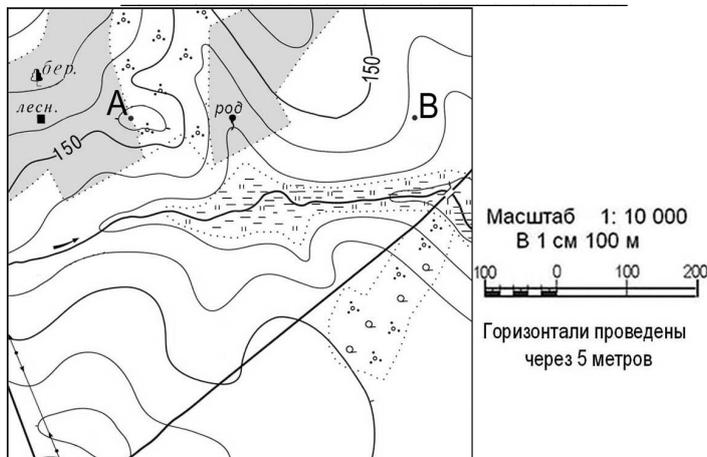 бер.
лесн.
А
род
150
В
150
Масштаб 1: 10 000
В 1 см 100 м
100 0 100 200
Горизонтали проведены
через 5 метров